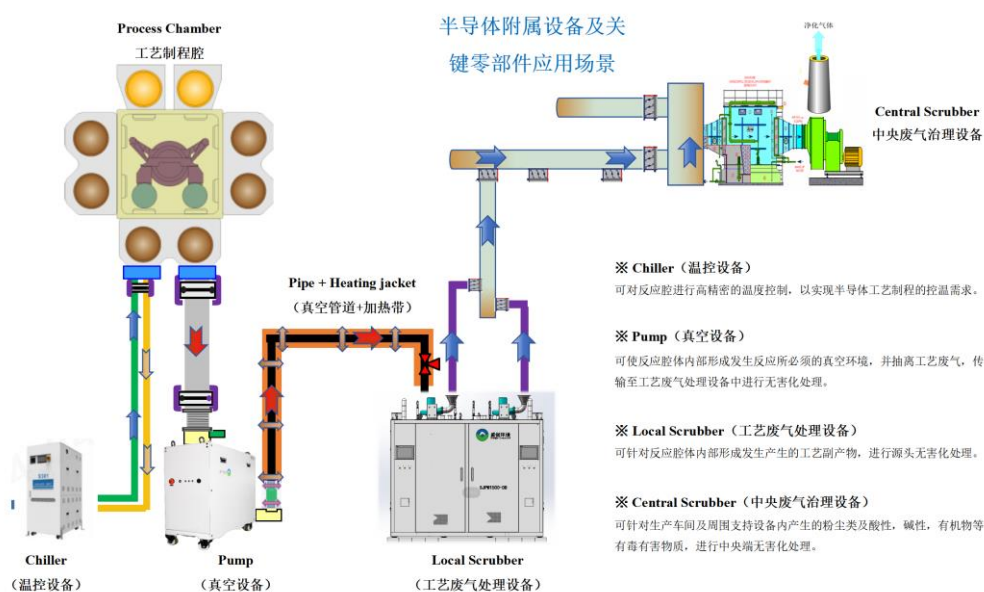 Process Chamber
工艺制程腔
半导体附属设备及关
键零部件应用场景
净化气体
Central Scrubber
中央废气治理设备
Pipe + Heating jacket
（真空管道+加热带）
※ Chiller（温控设备）
可对反应腔进行高精密的温度控制，以实现半导体工艺制程的控温需求。
※ Pump（真空设备）
可使反应腔体内部形成发生反应所必须的真空环境，并抽离工艺废气，传
输至工艺废气处理设备中进行无害化处理。
※ Local Scrubber（工艺废气处理设备）
可针对反应腔体内部形成发生产生的工艺副产物，进行源头无害化处理。
※ Central Scrubber（中央废气治理设备）
可针对生产车间及周围支持设备内产生的粉尘类及酸性，碱性，有机物等
有毒有害物质，进行中央端无害化处理。
Chiller
（温控设备）
Pump
（真空设备）
Local Scrubber
（工艺废气处理设备）